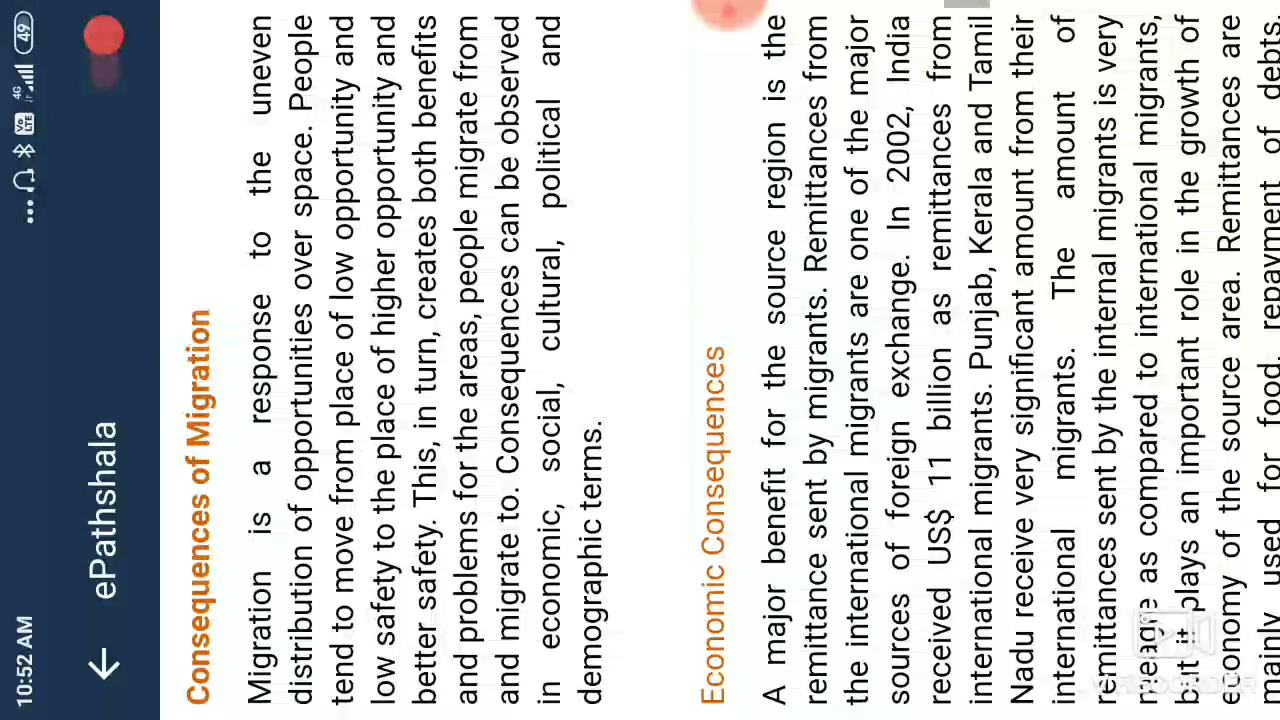 10:52 AM
... 4G Vo LTE 49
← ePathshala
Consequences of Migration
Migration is a response to the uneven
distribution of opportunities over space. People
tend to move from place of low opportunity and
low safety to the place of higher opportunity and
better safety. This, in turn, creates both benefits
and problems for the areas, people migrate from
and migrate to. Consequences can be observed
in economic, social, cultural, political and
demographic terms.
Economic Consequences
A major benefit for the source region is the
remittance sent by migrants. Remittances from
the international migrants are one of the major
sources of foreign exchange. In 2002, India
received US$ 11 billion as remittances from
international migrants. Punjab, Kerala and Tamil
Nadu receive very significant amount from their
international migrants. The amount of
remittances sent by the internal migrants is very
meagre as compared to international migrants,
but it plays an important role in the growth of
economy of the source area. Remittances are
mainly used for food, repayment of debts,